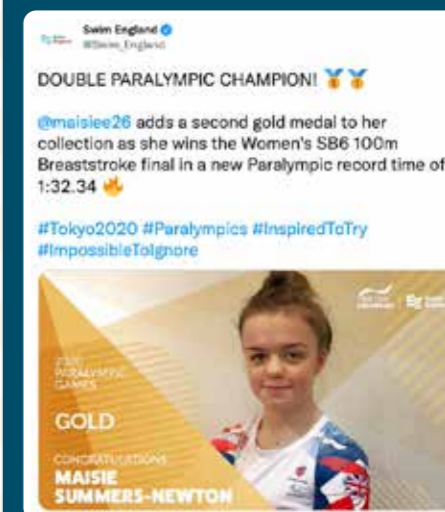 Swim England
@Swim_England
DOUBLE PARALYMPIC CHAMPION! 🥇🥇
@maisiee26 adds a second gold medal to her
collection as she wins the Women's SB6 100m
Breaststroke final in a new Paralympic record time of
1:32.34 🔥
#Tokyo2020 #Paralympics #InspiredToTry
#ImpossibleToIgnore
2020
PARALYMPIC
GAMES
GOLD
CONGRATULATIONS
MAISIE
SUMMERS-NEWTON